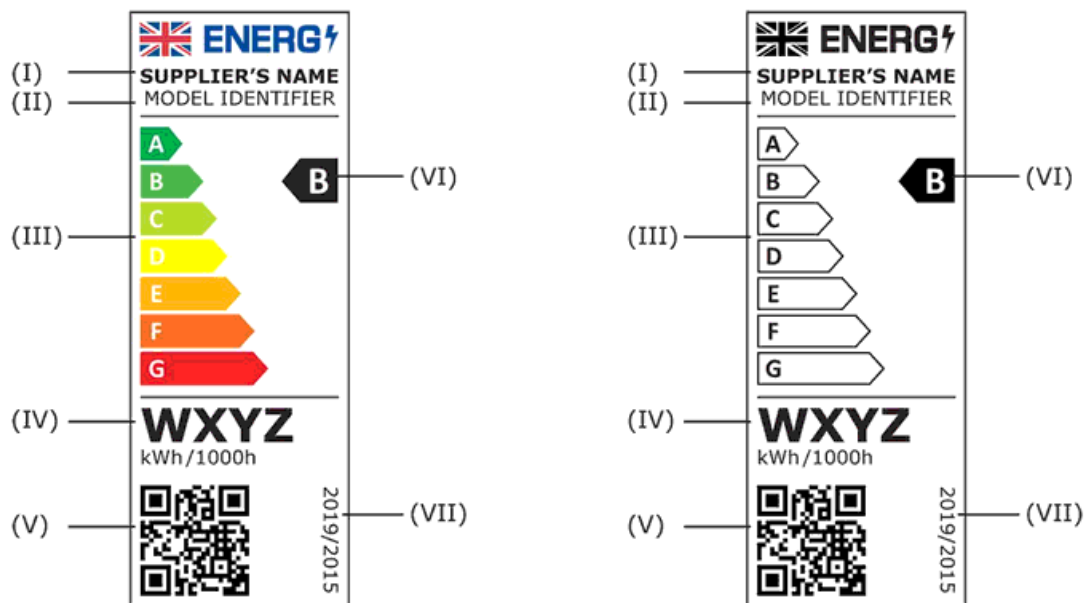 ENERG
(I) SUPPLIER'S NAME
(II) MODEL IDENTIFIER
A
B B (VI)
C
(III)
D
E
F
G
(IV) WXYZ
kWh/1000h
(V) 2019/2015 (VII)
ENERG
(I) SUPPLIER'S NAME
(II) MODEL IDENTIFIER
A
B B (VI)
C
(III)
D
E
F
G
(IV) WXYZ
kWh/1000h
(V) 2019/2015 (VII)